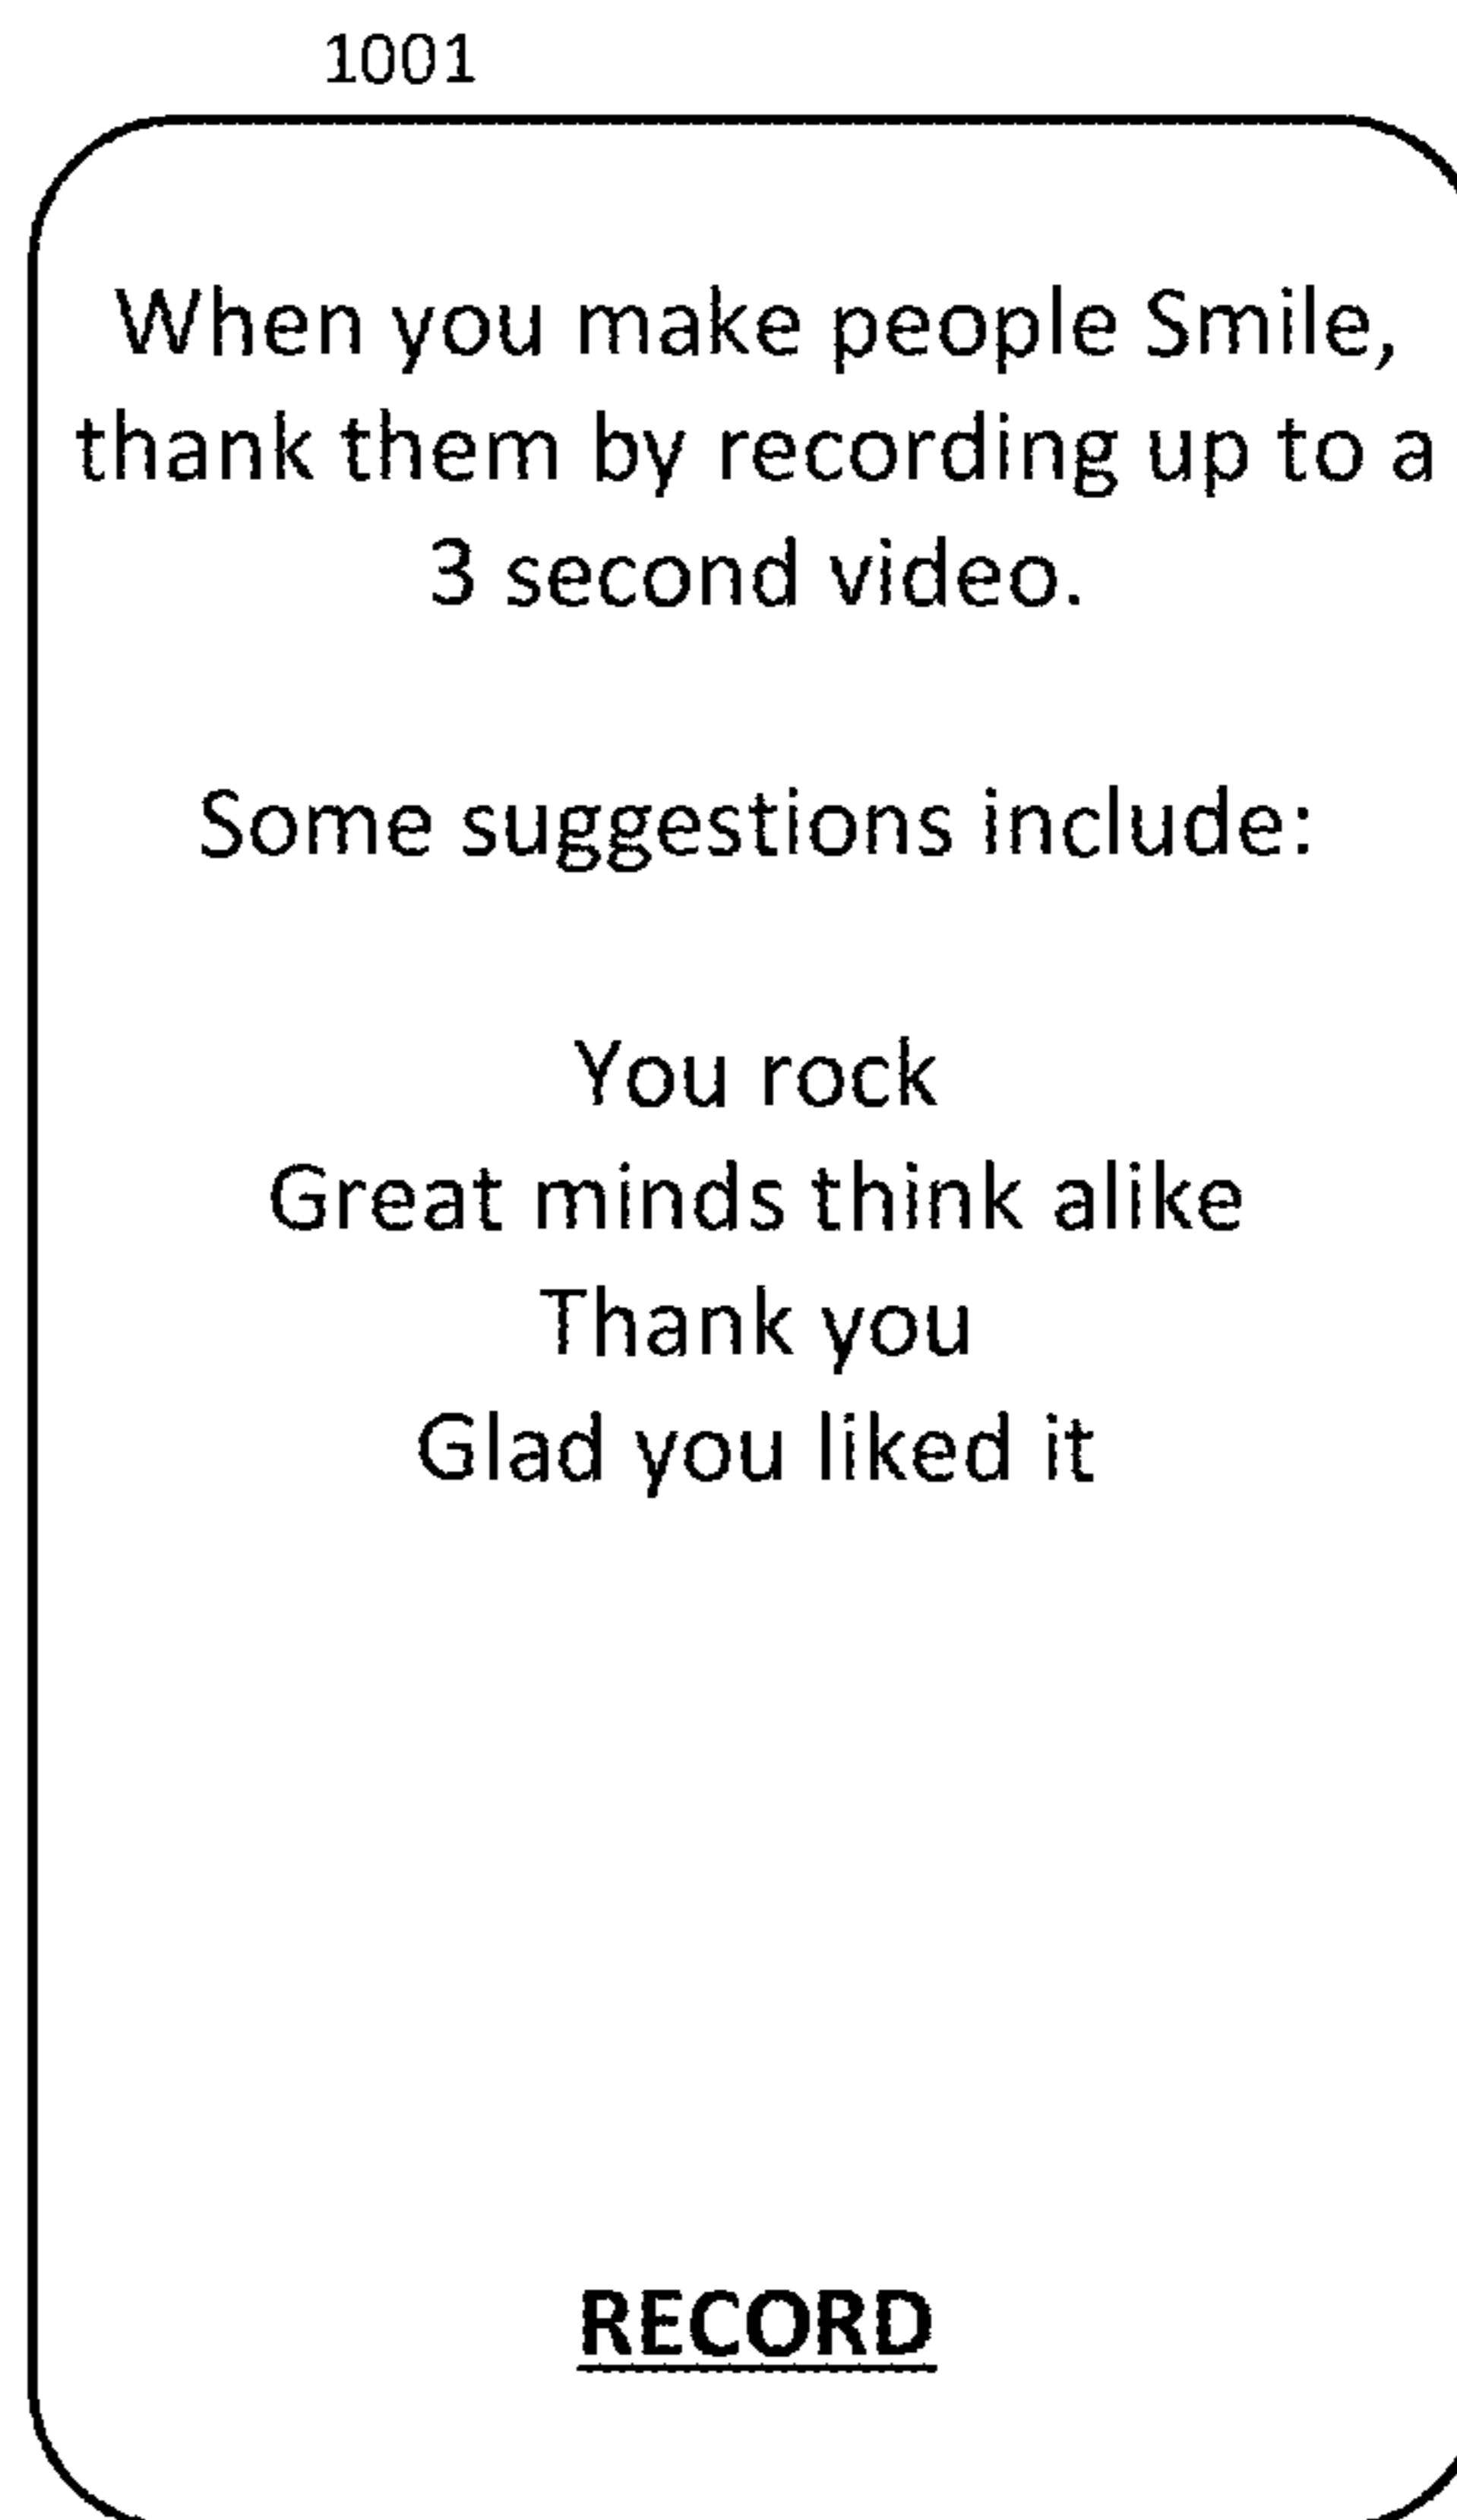 1001
When you make people Smile,
thank them by recording up to a
3 second video.
Some suggestions include:
You rock
Great minds think alike
Thank you
Glad you liked it
RECORD